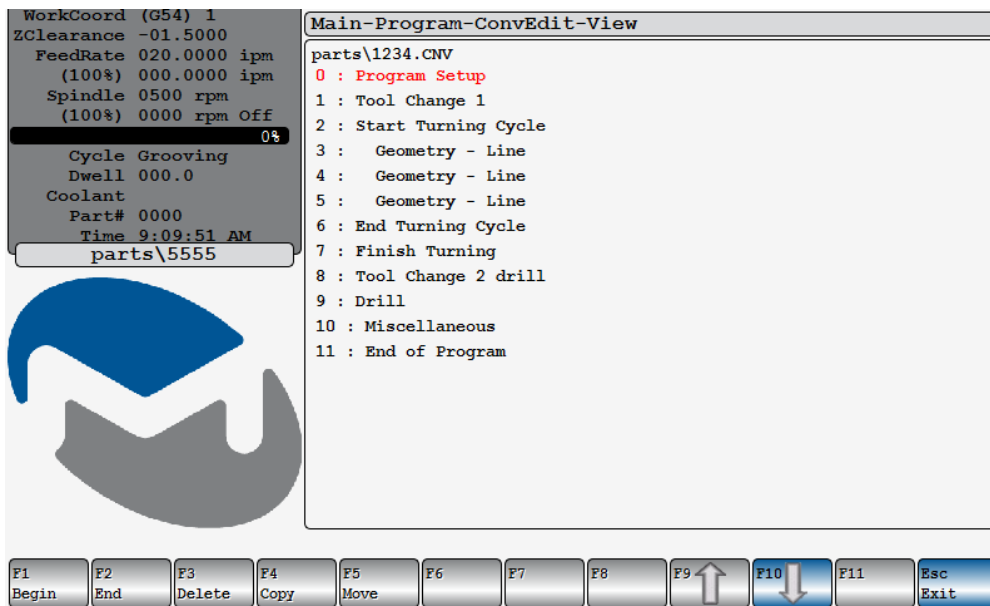 WorkCoord (G54) 1
ZClearance -01.5000
FeedRate 020.0000 ipm
(100%) 000.0000 ipm
Spindle 0500 rpm
(100%) 0000 rpm Off
0%
Cycle Grooving
Dwell 000.0
Coolant
Part# 0000
Time 9:09:51 AM
parts\5555
Main-Program-ConvEdit-View
parts\1234.CNV
0 : Program Setup
1 : Tool Change 1
2 : Start Turning Cycle
3 : Geometry - Line
4 : Geometry - Line
5 : Geometry - Line
6 : End Turning Cycle
7 : Finish Turning
8 : Tool Change 2 drill
9 : Drill
10 : Miscellaneous
11 : End of Program
F1 F2 F3 F4 F5 F6 F7 F8 F9 F10 F11 Esc
Begin End Delete Copy Move Exit